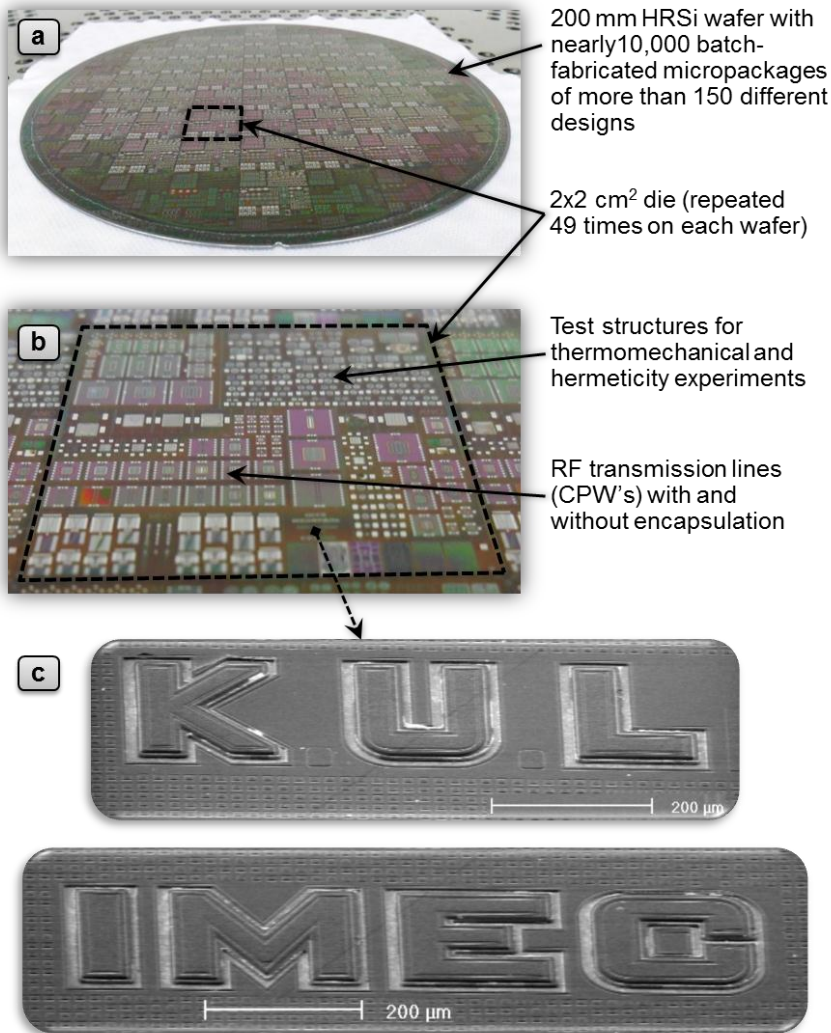 a
200 mm HRSi wafer with
nearly10,000 batch-
fabricated micropackages
of more than 150 different
designs
2x2 cm² die (repeated
49 times on each wafer)
b
Test structures for
thermomechanical and
hermeticity experiments
RF transmission lines
(CPW's) with and
without encapsulation
c
K.U.L
200 µm
IMEC
200 µm